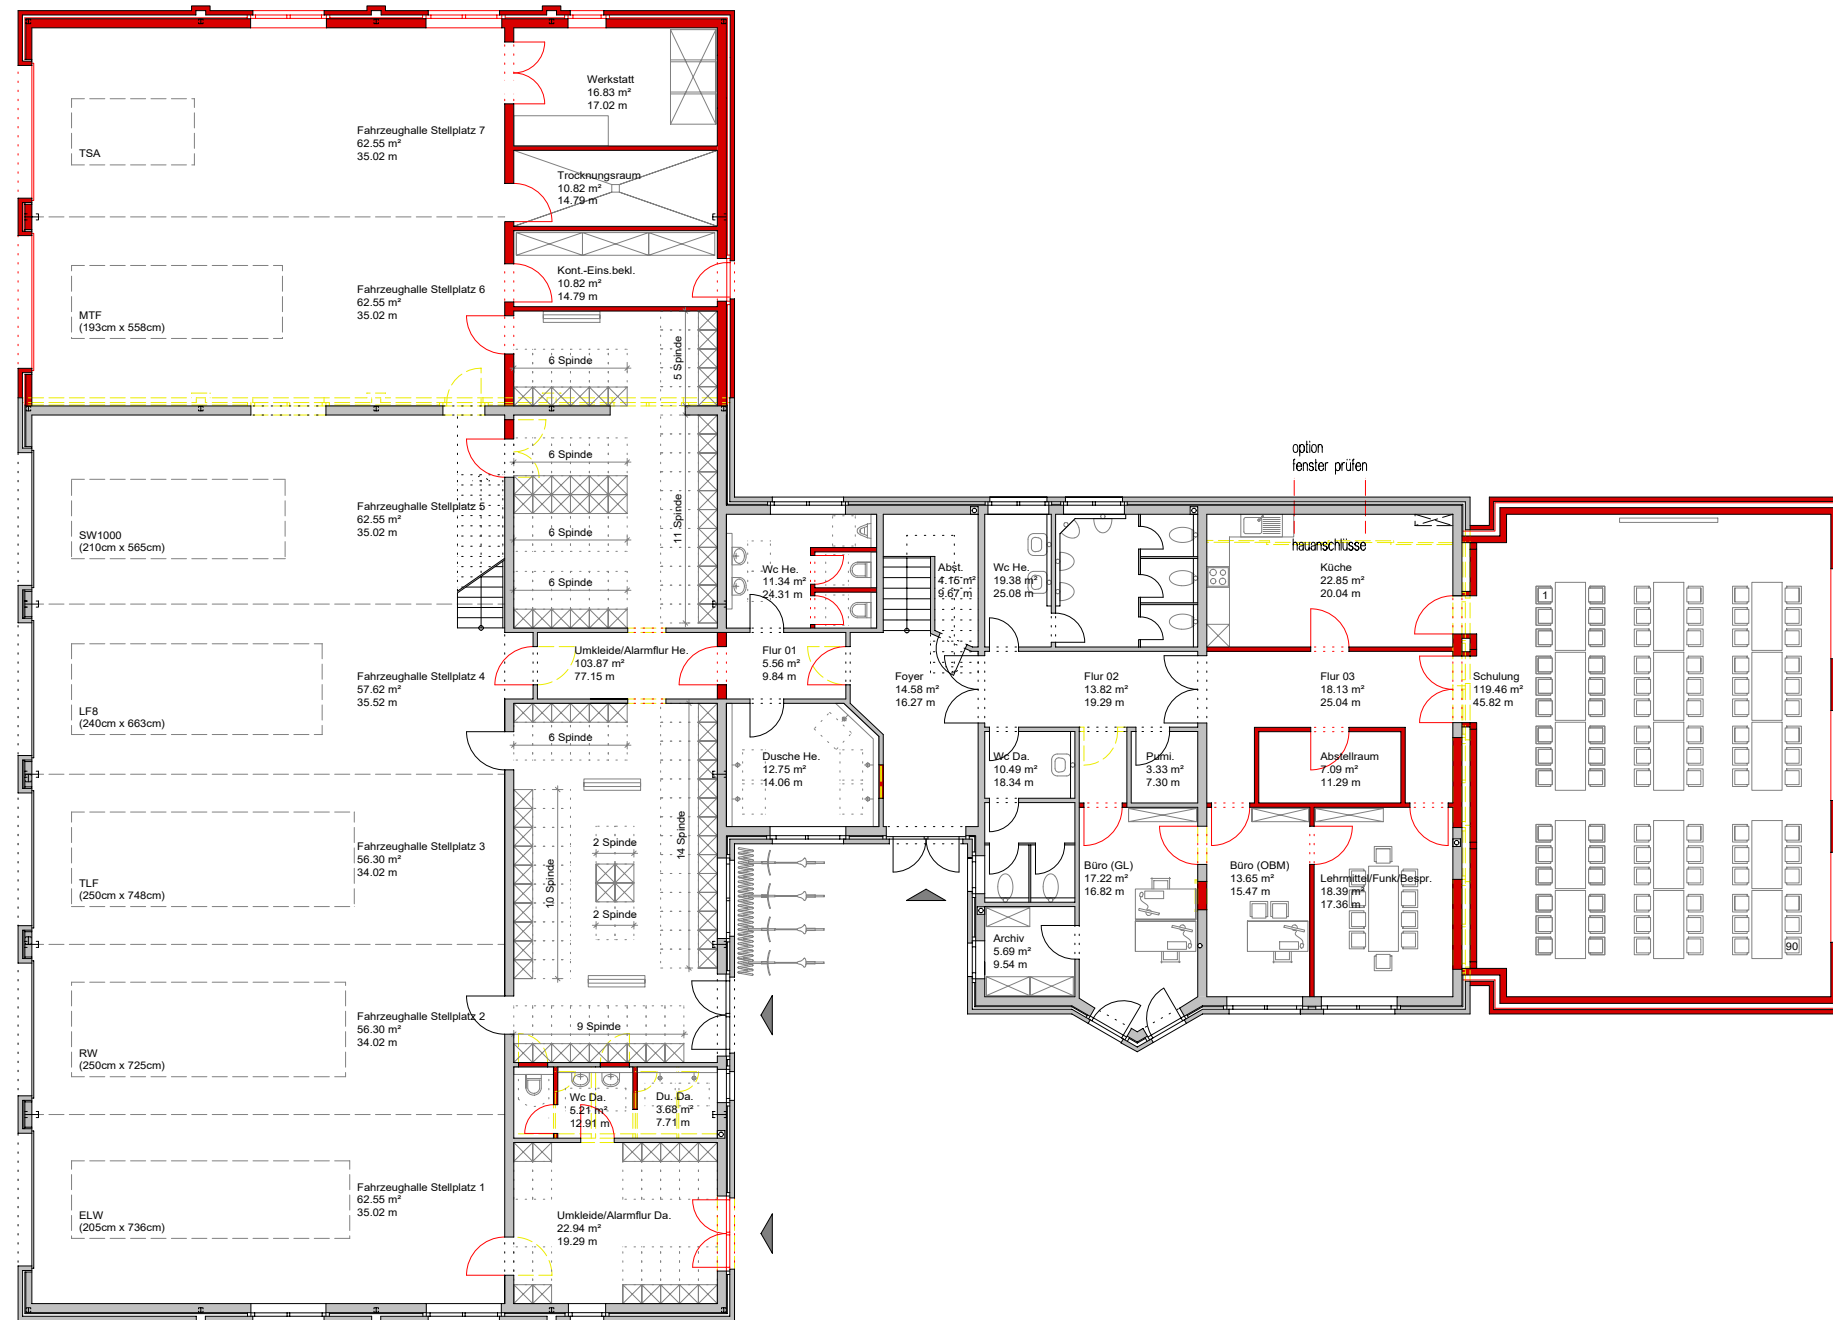 Werkstatt
16.83 m²
17.02 m
Fahrzeughalle Stellplatz 7
62.55 m²
35.02 m
TSA
Trocknungsraum
10.82 m²
14.79 m
Kont.-Eins.bekl.
10.82 m²
14.79 m
Fahrzeughalle Stellplatz 6
62.55 m²
35.02 m
MTF
(193cm x 558cm)
6 Spinde
5 Spinde
option
fenster prüfen
6 Spinde
11 Spinde
Fahrzeughalle Stellplatz 5
62.55 m²
35.02 m
SW1000
(210cm x 565cm)
6 Spinde
6 Spinde
hauanschlüsse
Wc He.
11.34 m²
24.31 m
Abst.
4.15 m²
9.67 m
Wc He.
19.38 m²
25.08 m
Küche
22.85 m²
20.04 m
1
Umkleide/Alarmflur He.
103.87 m²
77.15 m
Flur 01
5.56 m²
9.84 m
Foyer
14.58 m²
16.27 m
Flur 02
13.82 m²
19.29 m
Flur 03
18.13 m²
25.04 m
Schulung
119.46 m²
45.82 m
Fahrzeughalle Stellplatz 4
57.62 m²
35.52 m
LF8
(240cm x 663cm)
6 Spinde
Dusche He.
12.75 m²
14.06 m
Wc Da.
10.49 m²
18.34 m
Pumi.
3.33 m²
7.30 m
Abstellraum
7.09 m²
11.29 m
14 Spinde
2 Spinde
10 Spinde
2 Spinde
Fahrzeughalle Stellplatz 3
56.30 m²
34.02 m
TLF
(250cm x 748cm)
Büro (GL)
17.22 m²
16.82 m
Büro (OBM)
13.65 m²
15.47 m
Lehrmittel/Funk/Bespr.
18.39 m²
17.36 m
Archiv
5.69 m²
9.54 m
90
Fahrzeughalle Stellplatz 2
56.30 m²
34.02 m
9 Spinde
RW
(250cm x 725cm)
Wc Da.
5.21 m²
12.91 m
Du. Da.
3.68 m²
7.71 m
Fahrzeughalle Stellplatz 1
62.55 m²
35.02 m
ELW
(205cm x 736cm)
Umkleide/Alarmflur Da.
22.94 m²
19.29 m